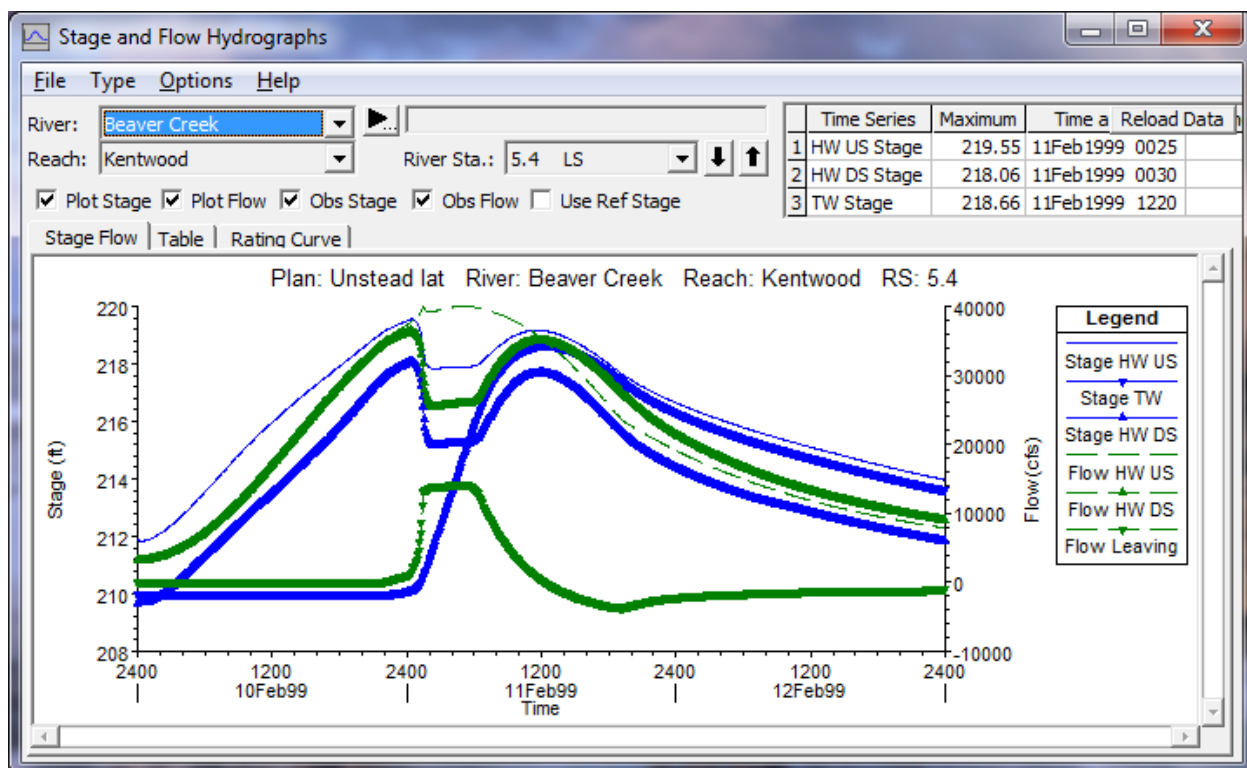 Stage and Flow Hydrographs
File Type Options Help
River: Beaver Creek
Reach: Kentwood River Sta.: 5.4 LS
Plot Stage Plot Flow Obs Stage Obs Flow Use Ref Stage
Time Series Maximum Time a Reload Data
1 HW US Stage 219.55 11Feb1999 0025
2 HW DS Stage 218.06 11Feb1999 0030
3 TW Stage 218.66 11Feb1999 1220
Stage Flow Table Rating Curve
Plan: Unstead lat River: Beaver Creek Reach: Kentwood RS: 5.4
Stage (ft)
220
218
216
214
212
210
208
40000
30000
20000
10000
0
-10000
Flow (cfs)
2400 1200 2400 1200 2400 1200 2400
10Feb99 11Feb99 12Feb99
Time
Legend
Stage HW US
Stage TW
Stage HW DS
Flow HW US
Flow HW DS
Flow Leaving